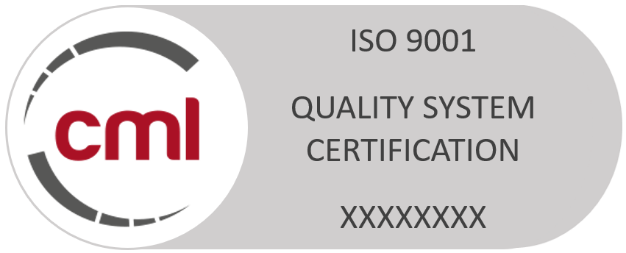 cml
ISO 9001
QUALITY SYSTEM
CERTIFICATION
XXXXXXXX